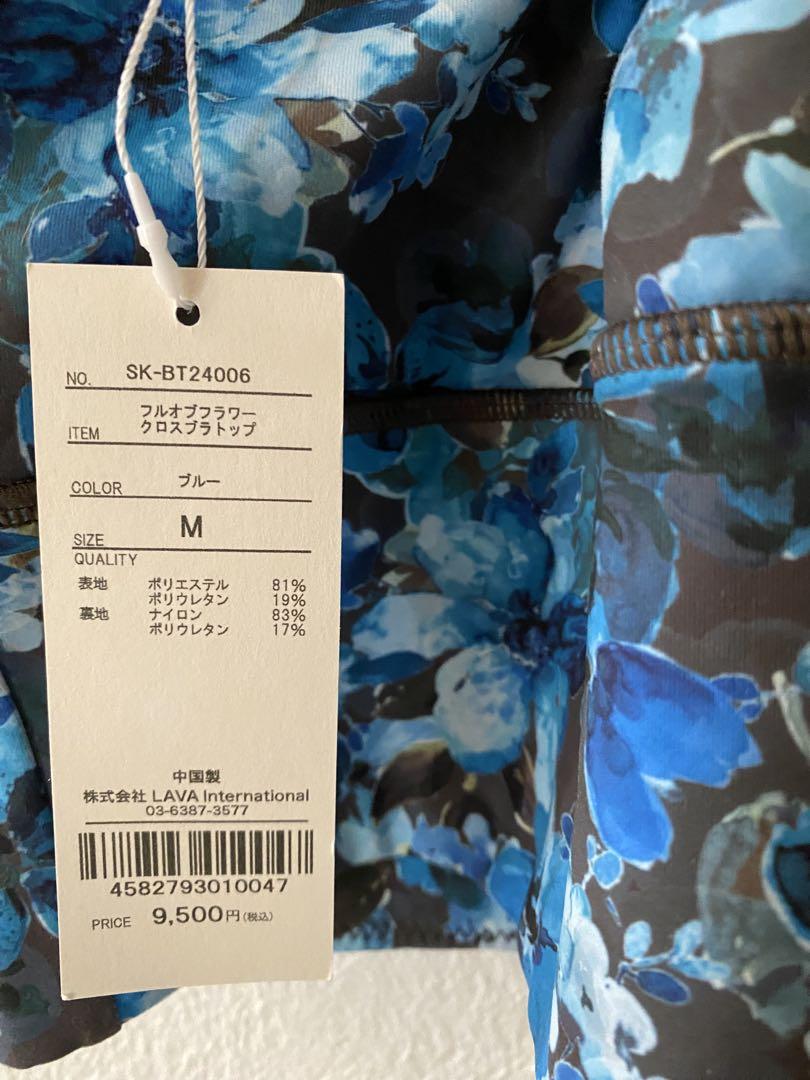 NO. SK-BT24006
フルオブフラワー
ITEM クロスブラトップ
COLOR ブルー
SIZE M
QUALITY
表地 ポリエステル 81%
ポリウレタン 19%
裏地 ナイロン 83%
ポリウレタン 17%
中国製
株式会社 LAVA International
03-6387-3577
4582793010047
PRICE 9,500円(税込)